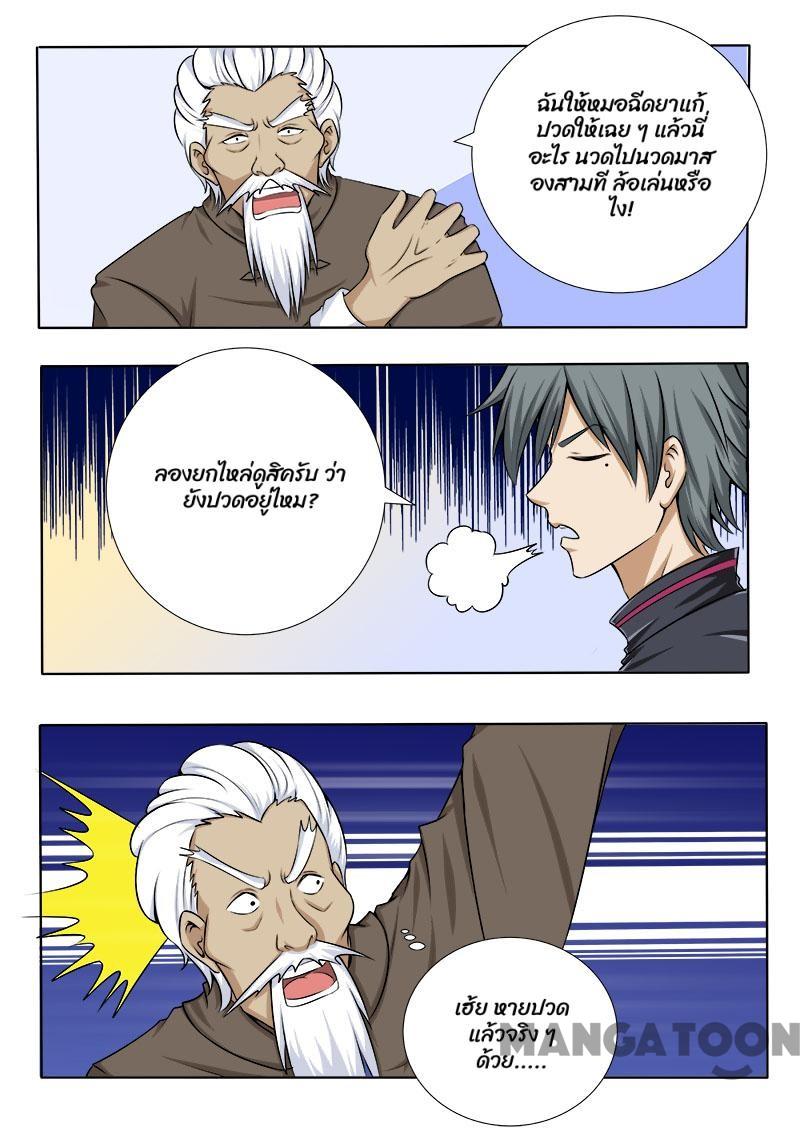 ฉันให้หมอฉีดยาแก้
ปวดให้เฉย ๆ แล้วนี่
อะไร นวดไปนวดมาส
องสามที ล้อเล่นหรือ
ไง!
ลองยกไหล่ดูสิครับ ว่า
ยังปวดอยู่ไหม?
เฮ้ย หายปวด
แล้วจริง ๆ
ด้วย.....
MANGATOON